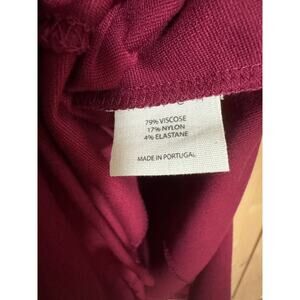 79% VISCOSE
17% NYLON
4% ELASTANE
MADE IN PORTUGAL